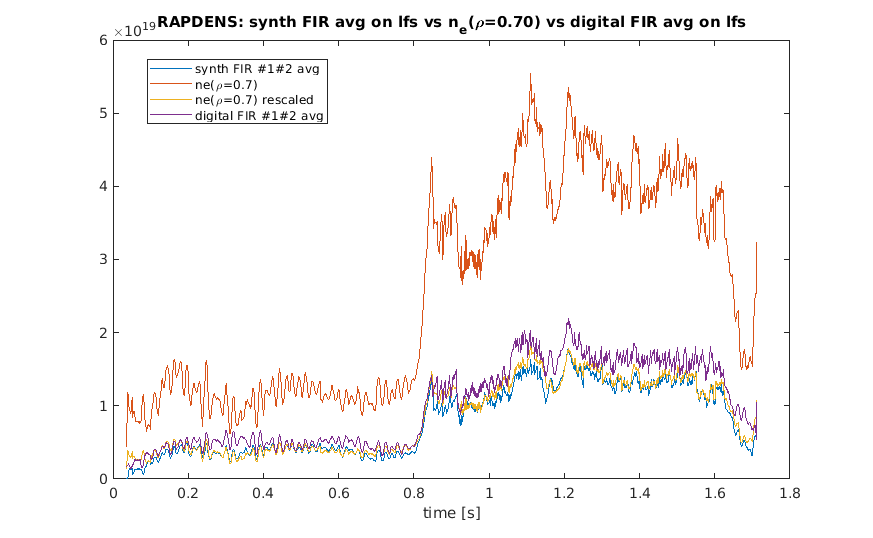 ×10^19 RAPDENS: synth FIR avg on lfs vs n_e(ρ=0.70) vs digital FIR avg on lfs
synth FIR #1#2 avg
ne(ρ=0.7)
ne(ρ=0.7) rescaled
digital FIR #1#2 avg
6
5
4
3
2
1
0
0 0.2 0.4 0.6 0.8 1 1.2 1.4 1.6 1.8
time [s]